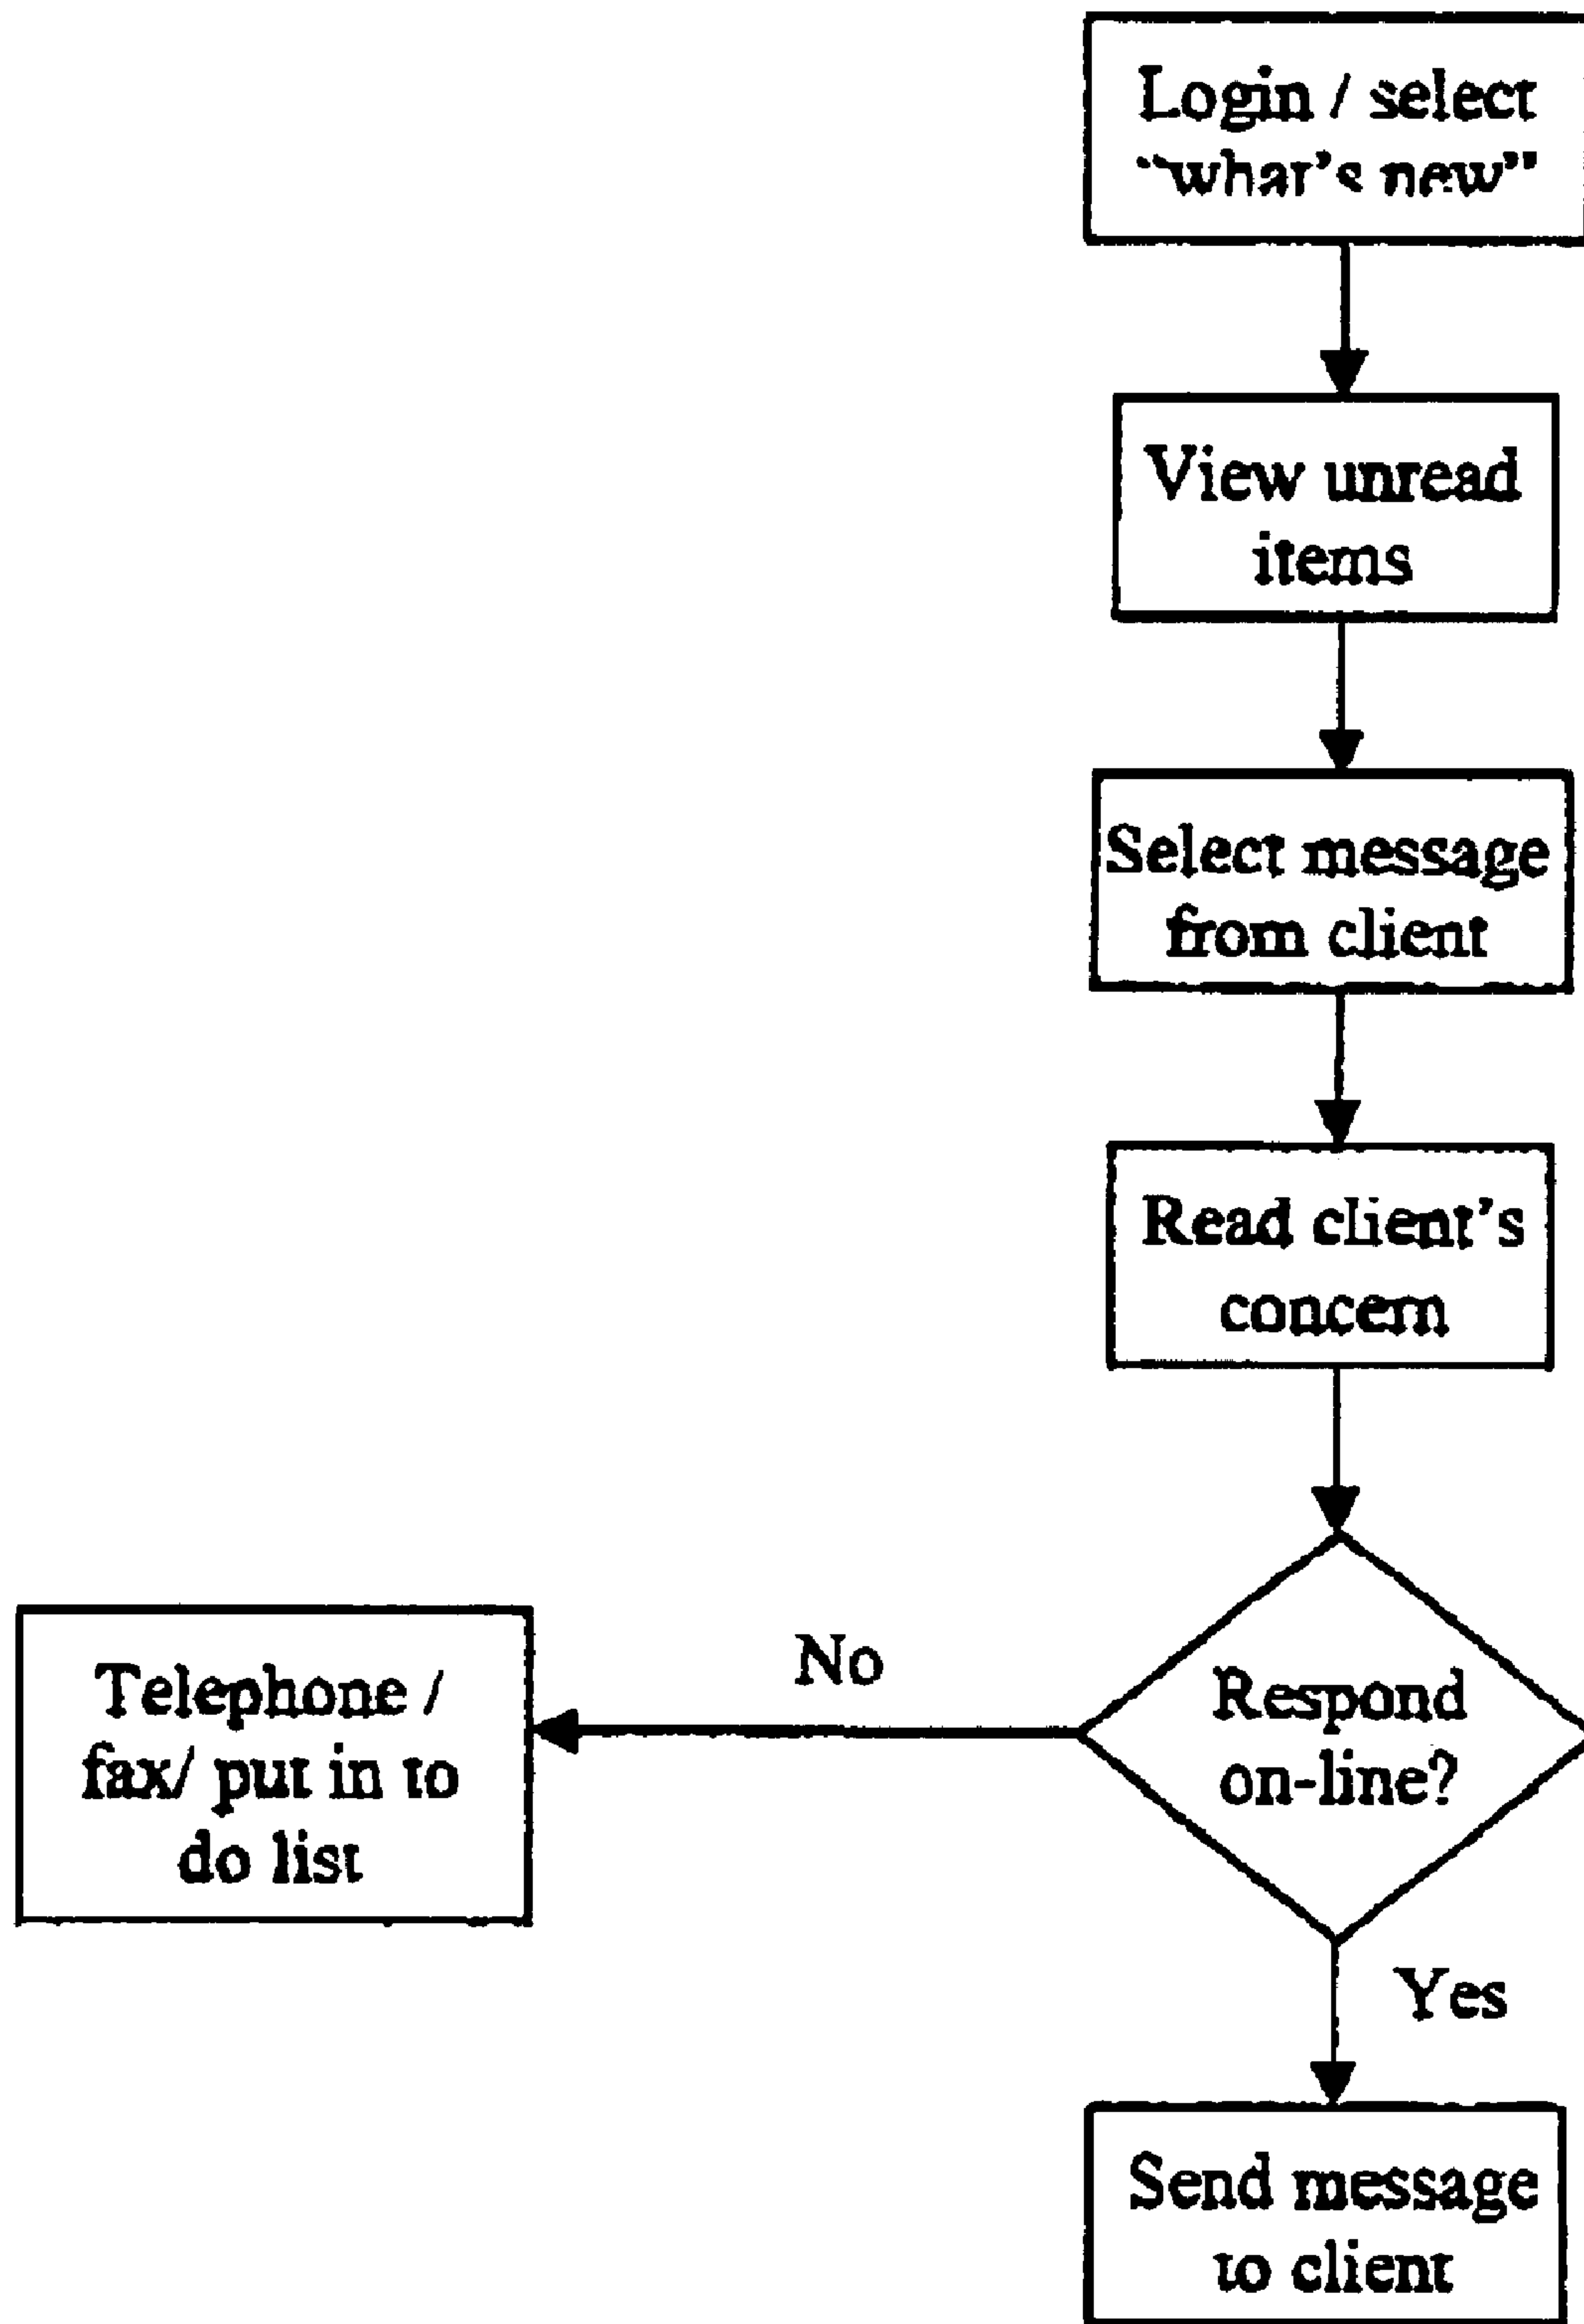 Login / select
"what's new"
View unread
items
Select message
from client
Read client's
concern
Respond
on-line?
No
Telephone /
fax/ put in to
do list
Yes
Send message
to client